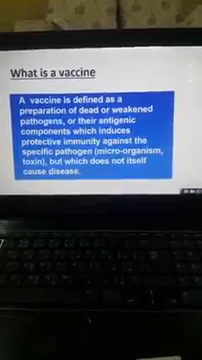 What is a vaccine
A vaccine is defined as a
preparation of dead or weakened
pathogens, or their antigenic
components which induces
protective immunity against the
specific pathogen (micro-organism,
toxin), but which does not itself
cause disease.